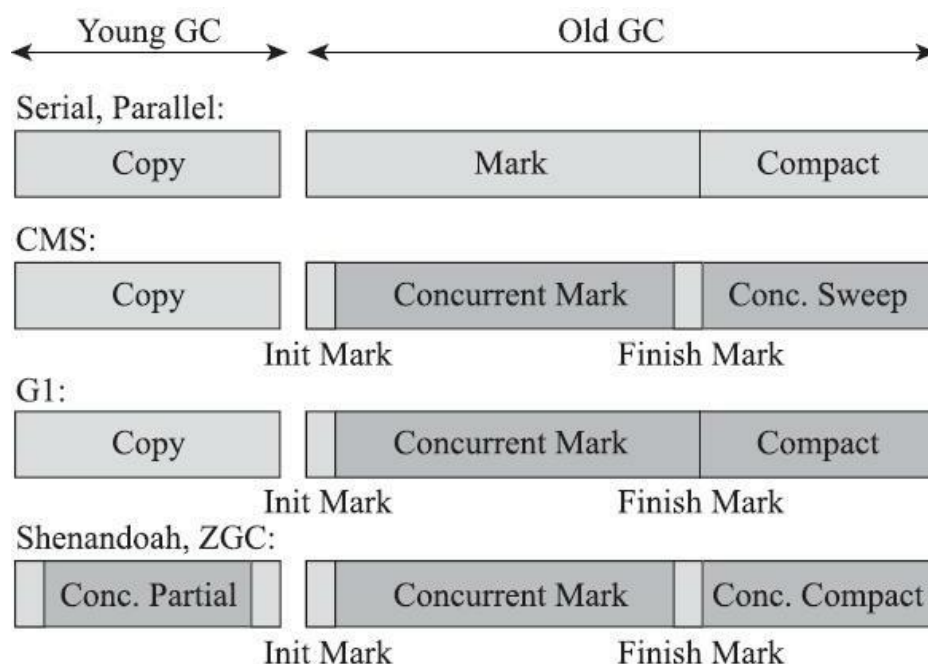 Young GC Old GC
Serial, Parallel:
Copy Mark Compact
CMS:
Copy Concurrent Mark Conc. Sweep
Init Mark Finish Mark
G1:
Copy Concurrent Mark Compact
Init Mark Finish Mark
Shenandoah, ZGC:
Conc. Partial Concurrent Mark Conc. Compact
Init Mark Finish Mark